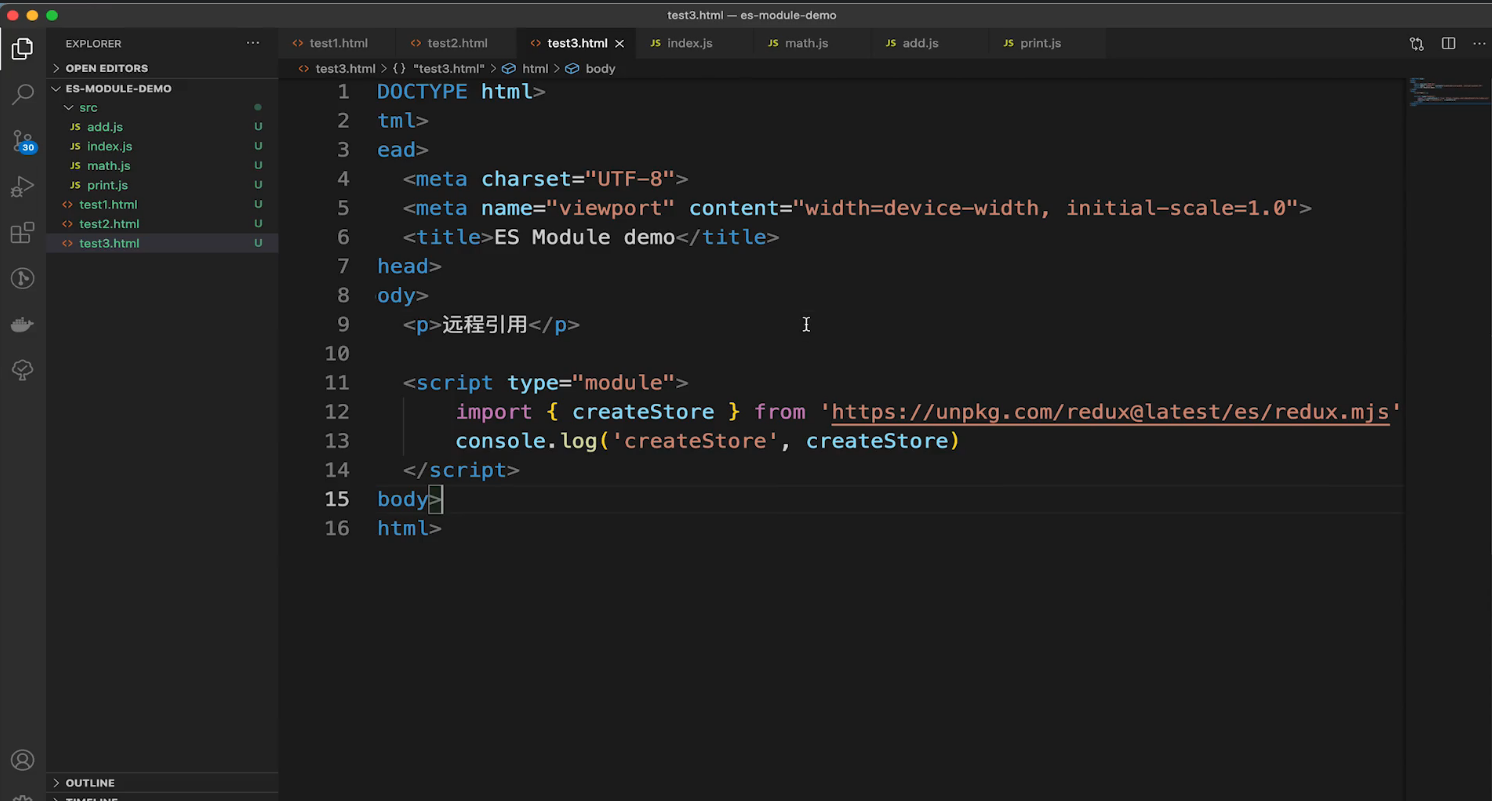 test3.html — es-module-demo
EXPLORER ···
test1.html test2.html test3.html × JS index.js JS math.js JS add.js JS print.js ···
OPEN EDITORS
test3.html > {} "test3.html" > html > body
ES-MODULE-DEMO
src
JS add.js U
JS index.js U
30
JS math.js U
JS print.js U
<> test1.html U
<> test2.html U
<> test3.html U
OUTLINE
TIMELINE
1 DOCTYPE html>
2 tml>
3 ead>
4 <meta charset="UTF-8">
5 <meta name="viewport" content="width=device-width, initial-scale=1.0">
6 <title>ES Module demo</title>
7 head>
8 ody>
9 <p>远程引用</p>
10
11 <script type="module">
12 import { createStore } from 'https://unpkg.com/redux@latest/es/redux.mjs'
13 console.log('createStore', createStore)
14 </script>
15 body>
16 html>